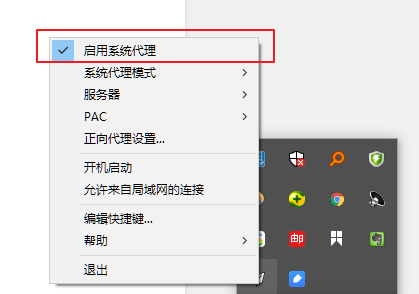 启用系统代理
系统代理模式
服务器
PAC
正向代理设置...
开机启动
允许来自局域网的连接
编辑快捷键...
帮助
退出
邮